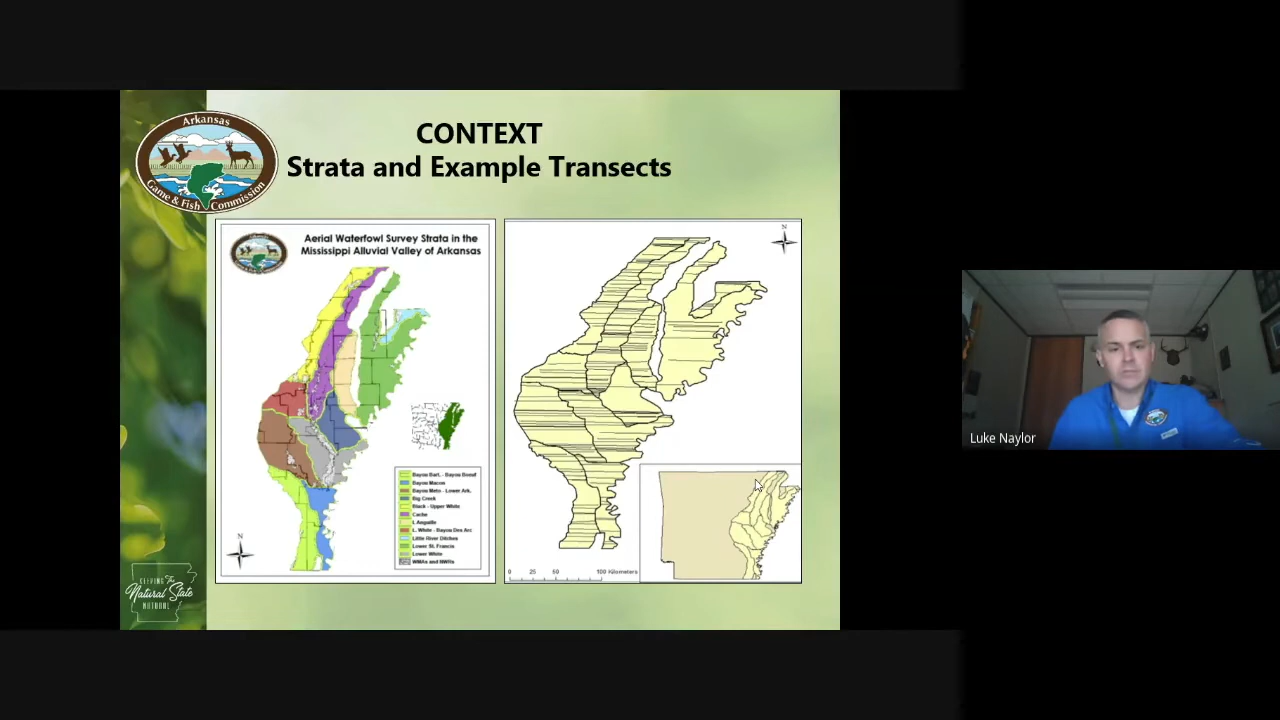 CONTEXT
Strata and Example Transects
Arkansas
Game & Fish Commission
Aerial Waterfowl Survey Strata in the
Mississippi Alluvial Valley of Arkansas
Bayou Bart. - Bayou Boeuf
Bayou Macon
Bayou Meto - Lower Ark.
Big Creek
Black - Upper White
Cache
L'Anguille
L. White - Bayou Des Arc
Little River Ditches
Lower St. Francis
Lower White
WMAs and NWRs
N
N
0 25 50 100 Kilometers
KEEPING The
Natural State
NATURAL
Luke Naylor